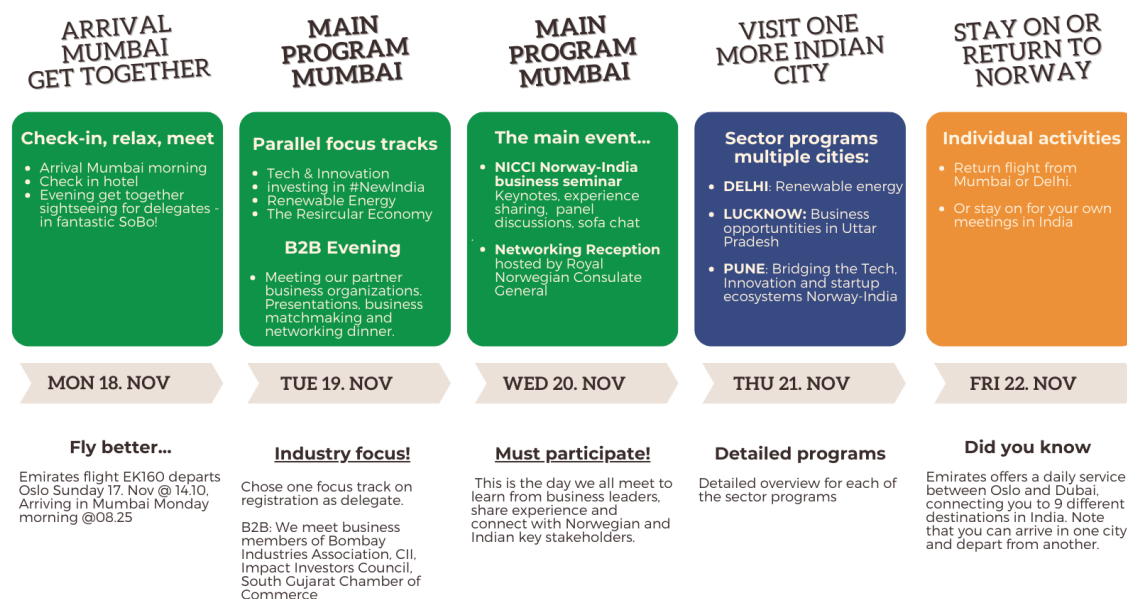 ARRIVAL
MUMBAI
GET TOGETHER
MAIN
PROGRAM
MUMBAI
MAIN
PROGRAM
MUMBAI
VISIT ONE
MORE INDIAN
CITY
STAY ON OR
RETURN TO
NORWAY
Check-in, relax, meet
• Arrival Mumbai morning
• Check in hotel
• Evening get together
sightseeing for delegates -
in fantastic SoBo!
Parallel focus tracks
• Tech & Innovation
• investing in #NewIndia
• Renewable Energy
• The Resircular Economy
B2B Evening
• Meeting our partner
business organizations.
Presentations, business
matchmaking and
networking dinner.
The main event...
• NICCI Norway-India
business seminar
Keynotes, experience
sharing, panel
discussions, sofa chat
• Networking Reception
hosted by Royal
Norwegian Consulate
General
Sector programs
multiple cities:
• DELHI: Renewable energy
• LUCKNOW: Business
opportuntities in Uttar
Pradesh
• PUNE: Bridging the Tech,
Innovation and startup
ecosystems Norway-India
Individual activities
• Return flight from
Mumbai or Delhi.
• Or stay on for your own
meetings in India
MON 18. NOV
TUE 19. NOV
WED 20. NOV
THU 21. NOV
FRI 22. NOV
Fly better...
Emirates flight EK160 departs
Oslo Sunday 17. Nov @ 14.10,
Arriving in Mumbai Monday
morning @08.25
Industry focus!
Chose one focus track on
registration as delegate.
B2B: We meet business
members of Bombay
Industries Association, CII,
Impact Investors Council,
South Gujarat Chamber of
Commerce
Must participate!
This is the day we all meet to
learn from business leaders,
share experience and
connect with Norwegian and
Indian key stakeholders.
Detailed programs
Detailed overview for each of
the sector programs
Did you know
Emirates offers a daily service
between Oslo and Dubai,
connecting you to 9 different
destinations in India. Note
that you can arrive in one city
and depart from another.